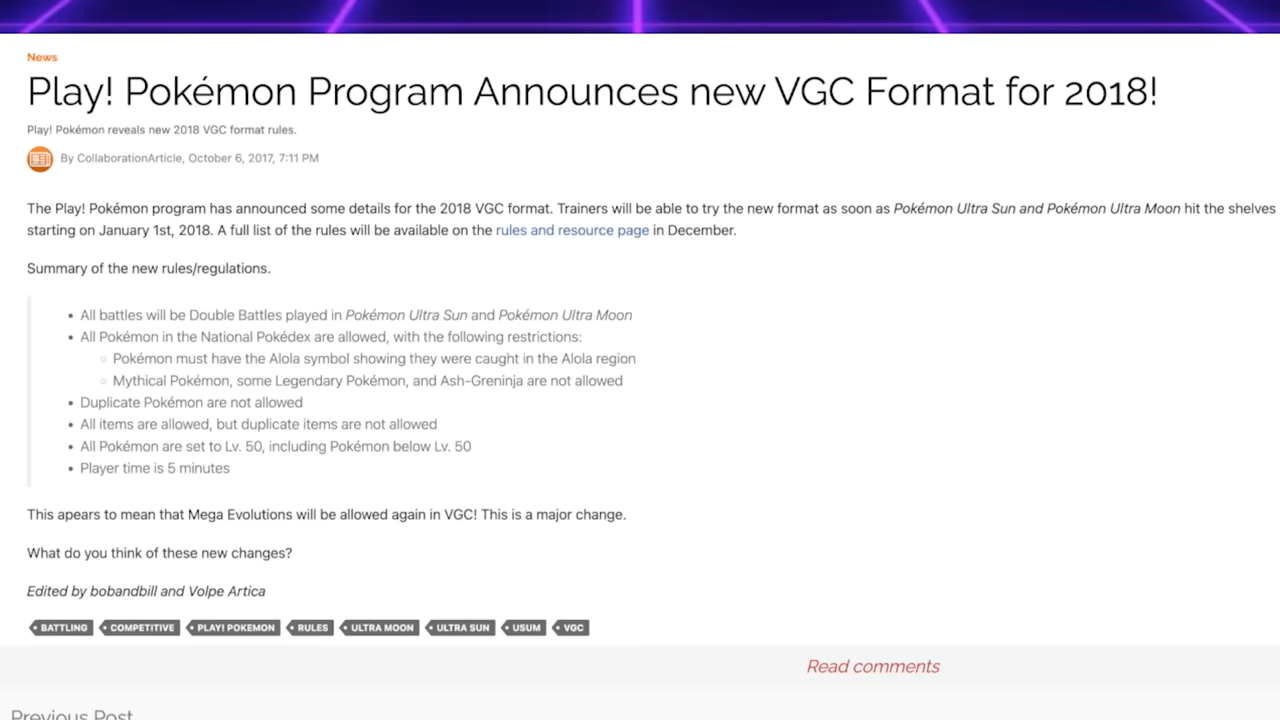 News
Play! Pokémon Program Announces new VGC Format for 2018!
Play! Pokémon reveals new 2018 VGC format rules.
By CollaborationArticle, October 6, 2017, 7:11 PM
The Play! Pokémon program has announced some details for the 2018 VGC format. Trainers will be able to try the new format as soon as Pokémon Ultra Sun and Pokémon Ultra Moon hit the shelves
starting on January 1st, 2018. A full list of the rules will be available on the rules and resource page in December.
Summary of the new rules/regulations.
• All battles will be Double Battles played in Pokémon Ultra Sun and Pokémon Ultra Moon
• All Pokémon in the National Pokédex are allowed, with the following restrictions:
◦ Pokémon must have the Alola symbol showing they were caught in the Alola region
◦ Mythical Pokémon, some Legendary Pokémon, and Ash-Greninja are not allowed
• Duplicate Pokémon are not allowed
• All items are allowed, but duplicate items are not allowed
• All Pokémon are set to Lv. 50, including Pokémon below Lv. 50
• Player time is 5 minutes
This apears to mean that Mega Evolutions will be allowed again in VGC! This is a major change.
What do you think of these new changes?
Edited by bobandbill and Volpe Artica
BATTLING COMPETITIVE PLAY! POKEMON RULES ULTRA MOON ULTRA SUN USUM VGC
Read comments
Previous Post